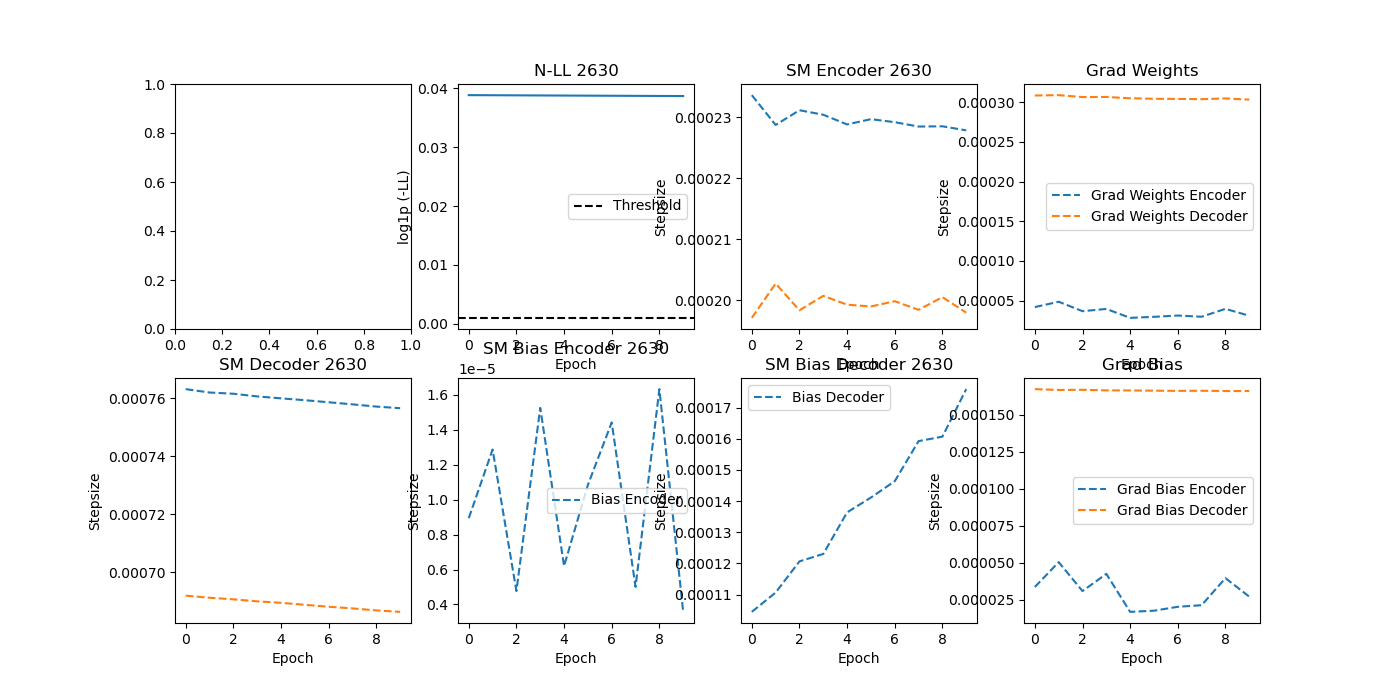 N-LL 2630
SM Encoder 2630
Grad Weights
1.0
0.8
0.6
0.4
0.2
0.0
0.0 0.2 0.4 0.6 0.8 1.0
log1p (-LL)
0.04
0.03
0.02
0.01
0.00
Threshold
0 2 4 6 8
Epoch
Stepsize
0.00023
0.00022
0.00021
0.00020
0 2 4 6 8
Epoch
Stepsize
0.00030
0.00025
0.00020
0.00015
0.00010
0.00005
Grad Weights Encoder
Grad Weights Decoder
0 2 4 6 8
Epoch
SM Decoder 2630
SM Bias Encoder 2630
SM Bias Decoder 2630
Grad Bias
Stepsize
0.00076
0.00074
0.00072
0.00070
0 2 4 6 8
Epoch
Stepsize
1e−5
1.6
1.4
1.2
1.0
0.8
0.6
0.4
Bias Encoder
0 2 4 6 8
Stepsize
0.00017
0.00016
0.00015
0.00014
0.00013
0.00012
0.00011
Bias Decoder
0 2 4 6 8
Epoch
Stepsize
0.000150
0.000100
0.000075
0.000050
0.000025
Grad Bias Encoder
Grad Bias Decoder
0 2 4 6 8
Epoch